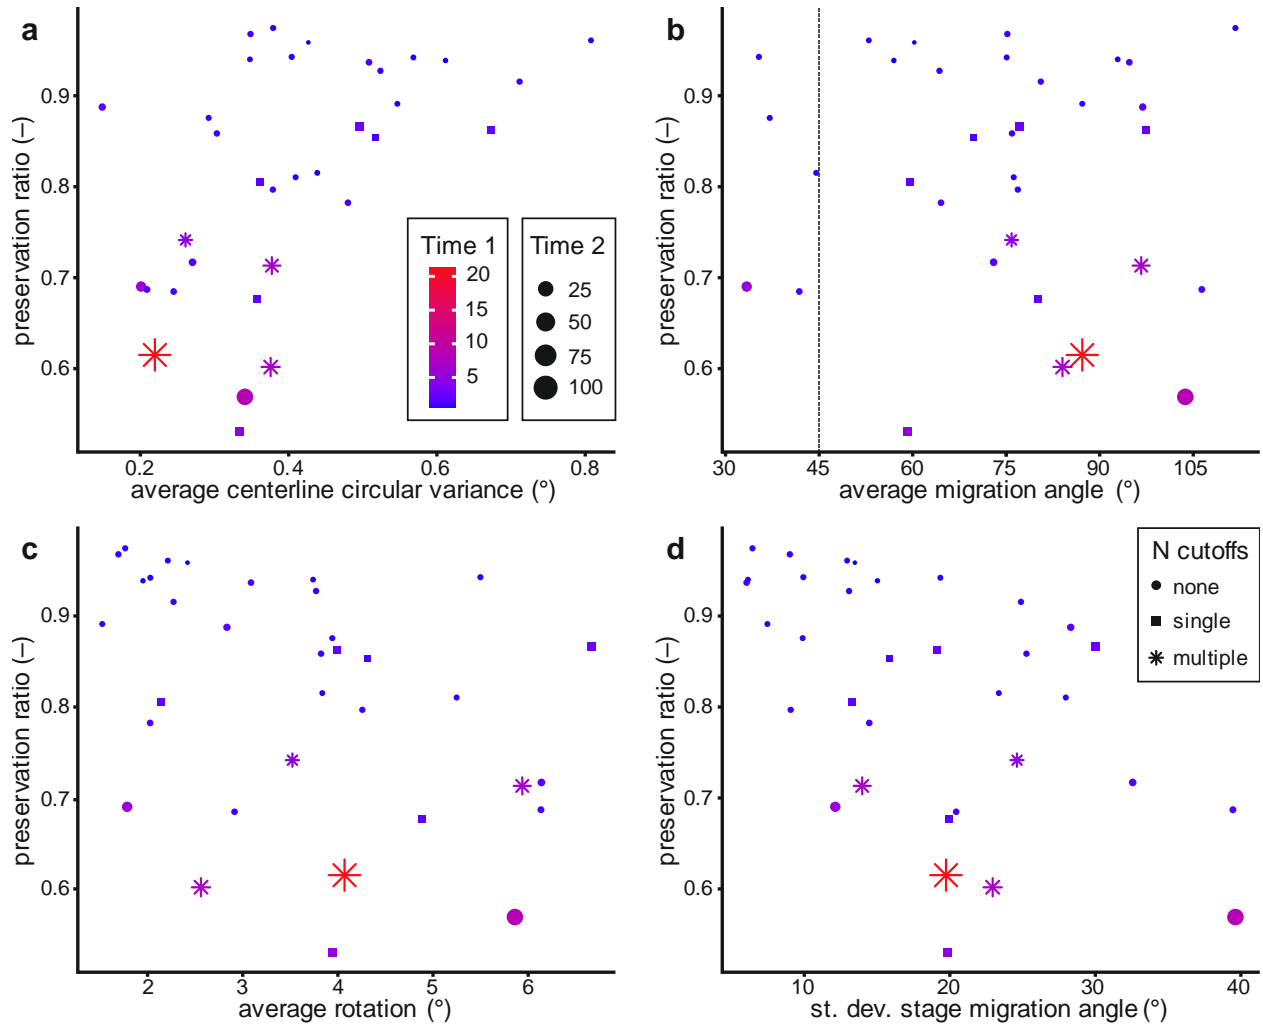 a
preservation ratio (–)
0.9
0.8
0.7
0.6
0.2
0.4
0.6
0.8
average centerline circular variance (°)
Time 1
20
15
10
5
Time 2
25
50
75
100
b
preservation ratio (–)
0.9
0.8
0.7
0.6
30
45
60
75
90
105
average migration angle (°)
c
preservation ratio (–)
0.9
0.8
0.7
0.6
2
3
4
5
6
average rotation (°)
d
preservation ratio (–)
0.9
0.8
0.7
0.6
10
20
30
40
st. dev. stage migration angle (°)
N cutoffs
none
single
multiple